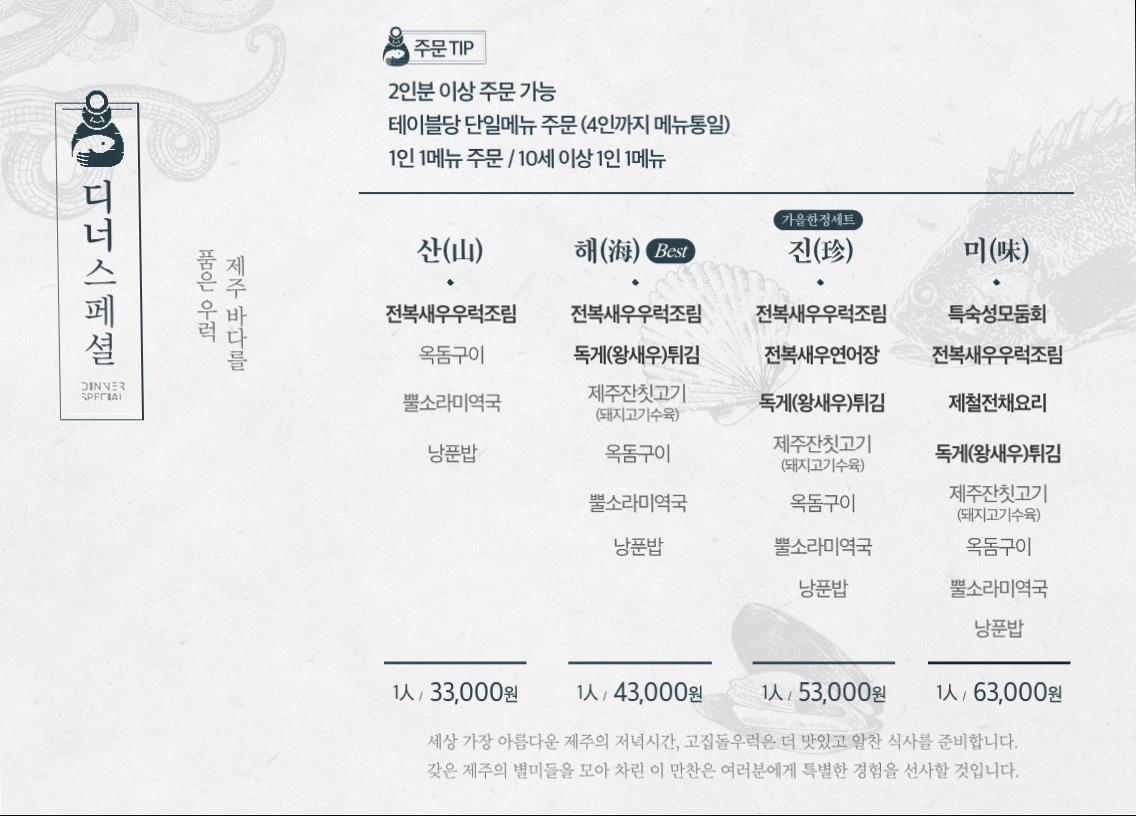 주문 TIP
2인분 이상 주문 가능
테이블당 단일메뉴 주문 (4인까지 메뉴통일)
1인 1메뉴 주문 / 10세 이상 1인 1메뉴
디너스페셜
DINNER
SPECIAL
제주 바다를
품은 우럭
산(山)
전복새우우럭조림
옥돔구이
뿔소라미역국
낭푼밥
1人 / 33,000원
해(海) Best
전복새우우럭조림
독게(왕새우)튀김
제주잔칫고기
(돼지고기수육)
옥돔구이
뿔소라미역국
낭푼밥
1人 / 43,000원
가을한정세트
진(珍)
전복새우우럭조림
전복새우연어장
독게(왕새우)튀김
제주잔칫고기
(돼지고기수육)
옥돔구이
뿔소라미역국
낭푼밥
1人 / 53,000원
미(味)
특숙성모둠회
전복새우우럭조림
제철전채요리
독게(왕새우)튀김
제주잔칫고기
(돼지고기수육)
옥돔구이
뿔소라미역국
낭푼밥
1人 / 63,000원
세상 가장 아름다운 제주의 저녁시간, 고집돌우럭은 더 맛있고 알찬 식사를 준비합니다.
갖은 제주의 별미들을 모아 차린 이 만찬은 여러분에게 특별한 경험을 선사할 것입니다.